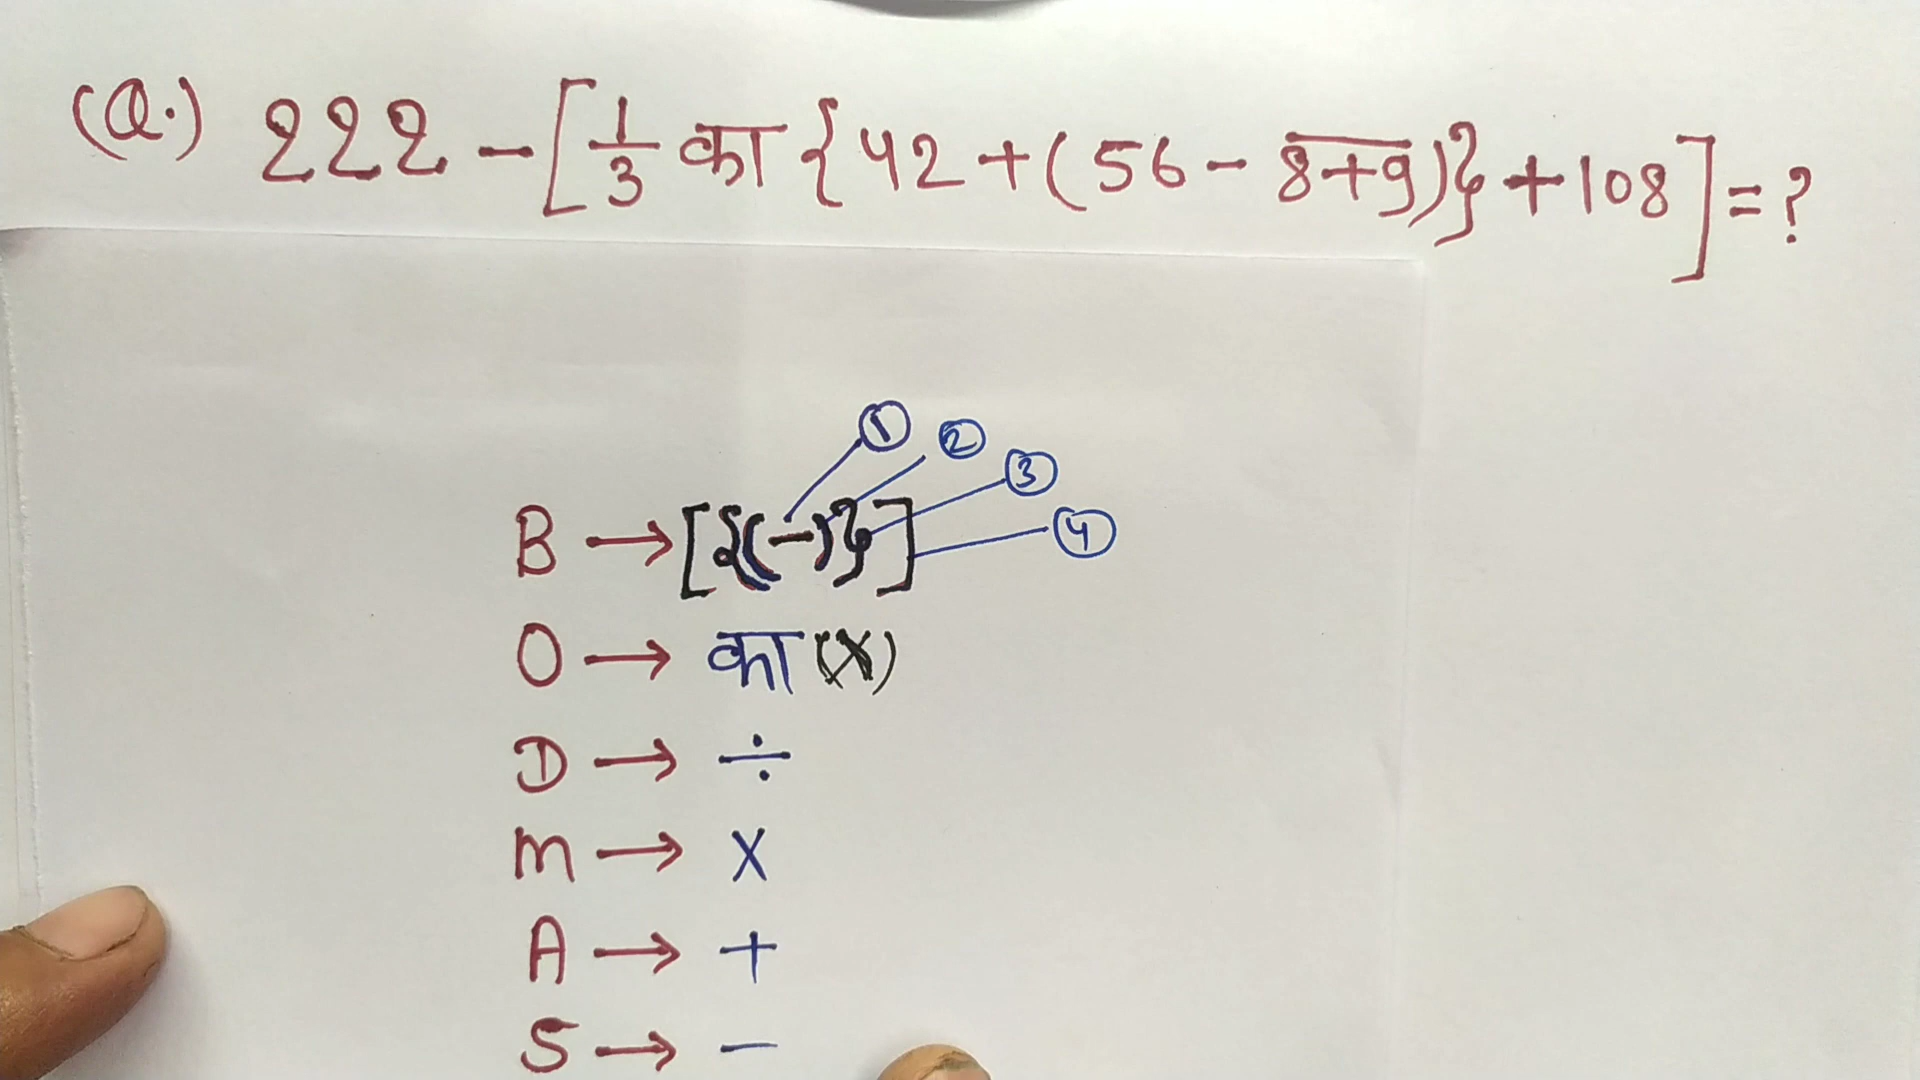 (Q.) 222 - [1/3 का {42 + (56 - 8+9)} + 108] = ?
① ② ③ ④
B → [{(-)}]
O → का (×)
D → ÷
m → ×
A → +
S → -